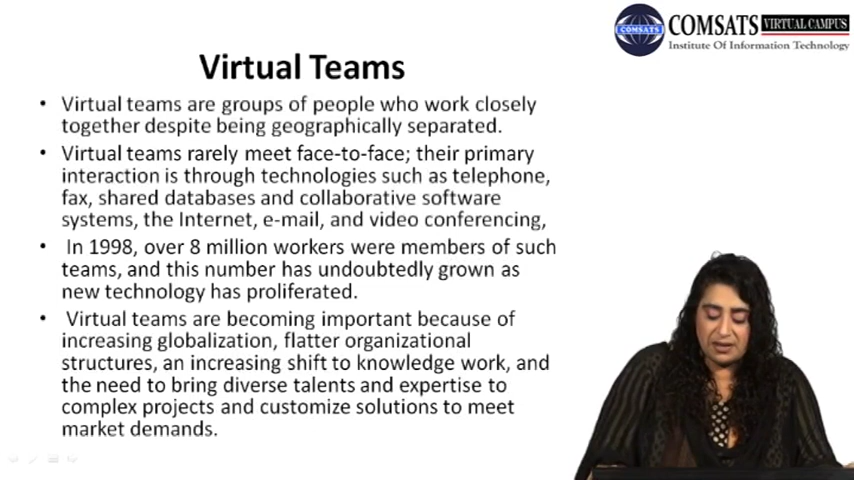 COMSATS VIRTUAL CAMPUS
Institute Of Information Technology
COMSATS
Virtual Teams
• Virtual teams are groups of people who work closely
together despite being geographically separated.
• Virtual teams rarely meet face-to-face; their primary
interaction is through technologies such as telephone,
fax, shared databases and collaborative software
systems, the Internet, e-mail, and video conferencing,
• In 1998, over 8 million workers were members of such
teams, and this number has undoubtedly grown as
new technology has proliferated.
• Virtual teams are becoming important because of
increasing globalization, flatter organizational
structures, an increasing shift to knowledge work, and
the need to bring diverse talents and expertise to
complex projects and customize solutions to meet
market demands.